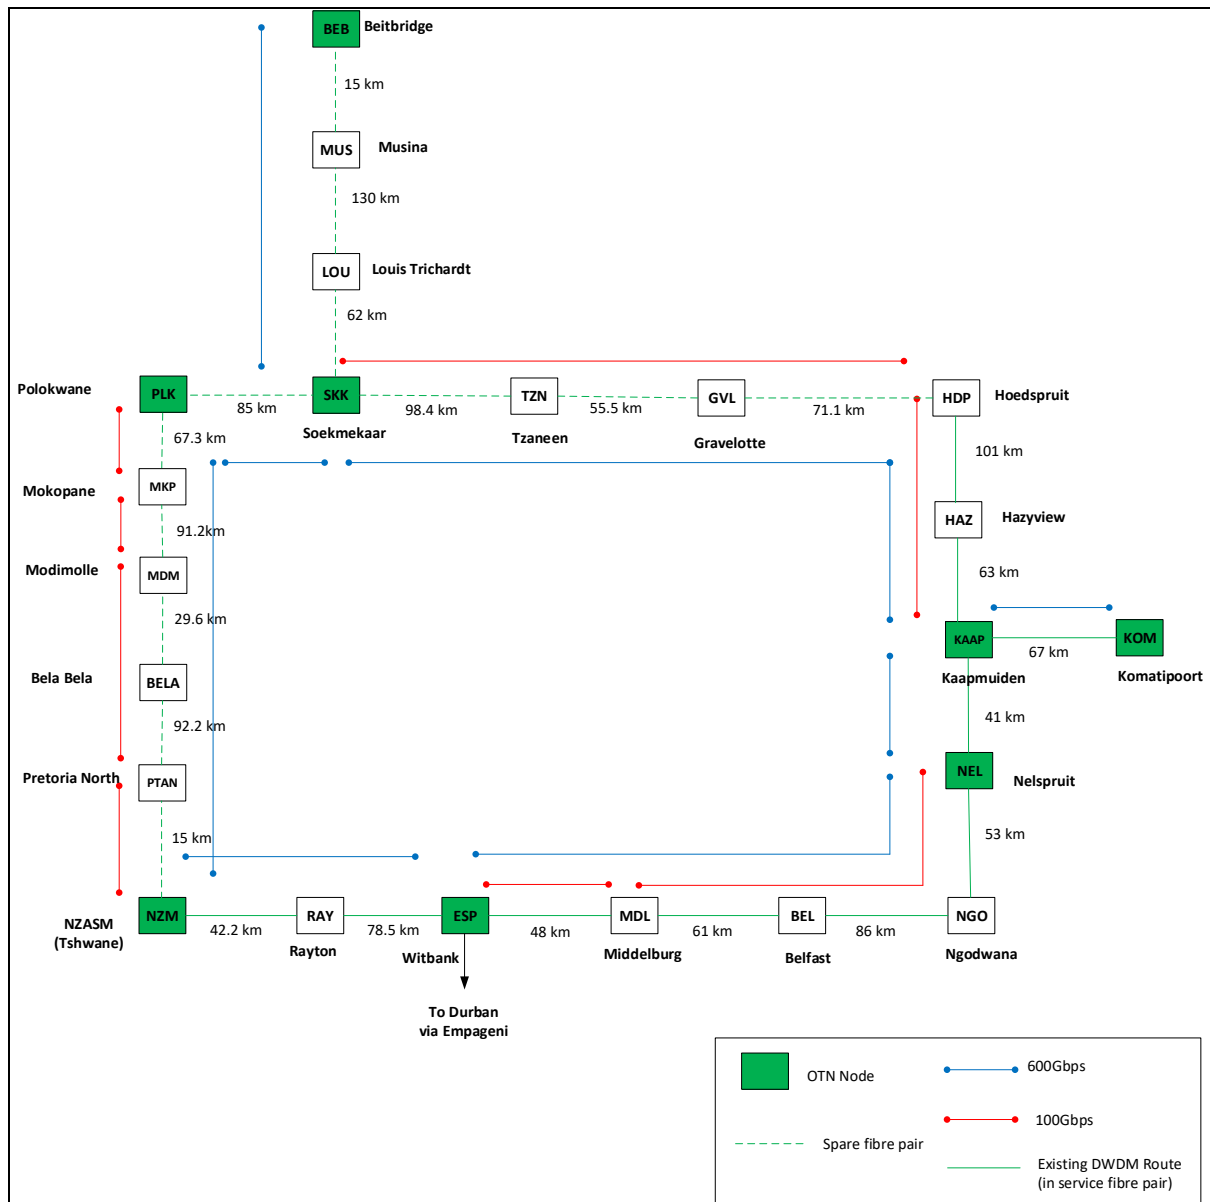 BEB Beitbridge
15 km
MUS Musina
130 km
LOU Louis Trichardt
62 km
Polokwane PLK SKK TZN GVL HDP Hoedspruit
85 km 98.4 km 55.5 km 71.1 km
Soekmekaar Tzaneen Gravelotte
67.3 km
101 km
Mokopane MKP
HAZ Hazyview
91.2km
Modimolle MDM
63 km
29.6 km
KAAP KOM
67 km
Bela Bela BELA Kaapmuiden Komatipoort
92.2 km
41 km
Pretoria North PTAN
NEL Nelspruit
15 km
53 km
NZASM
(Tshwane)
NZM RAY ESP MDL BEL NGO
42.2 km 78.5 km 48 km 61 km 86 km
Rayton Witbank Middelburg Belfast Ngodwana
To Durban
via Empageni
OTN Node
600Gbps
100Gbps
Spare fibre pair
Existing DWDM Route
(in service fibre pair)